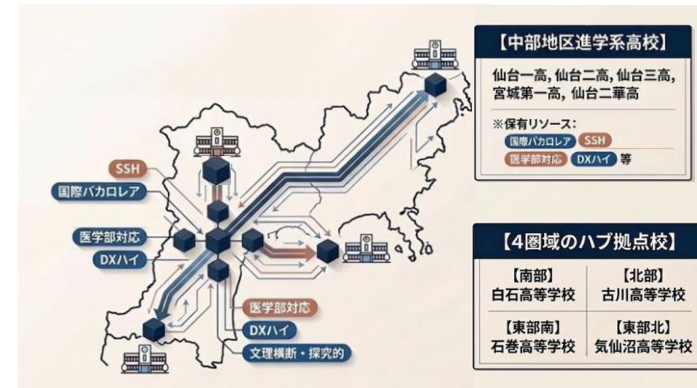 SSH
国際バカロレア
医学部対応
DXハイ
医学部対応
DXハイ
文理横断・探究的
【中部地区進学系高校】
仙台一高, 仙台二高, 仙台三高,
宮城第一高, 仙台二華高
※保有リソース:
国際バカロレア SSH
医学部対応 DXハイ 等
【4圏域のハブ拠点校】
【南部】
白石高等学校
【北部】
古川高等学校
【東部南】
石巻高等学校
【東部北】
気仙沼高等学校